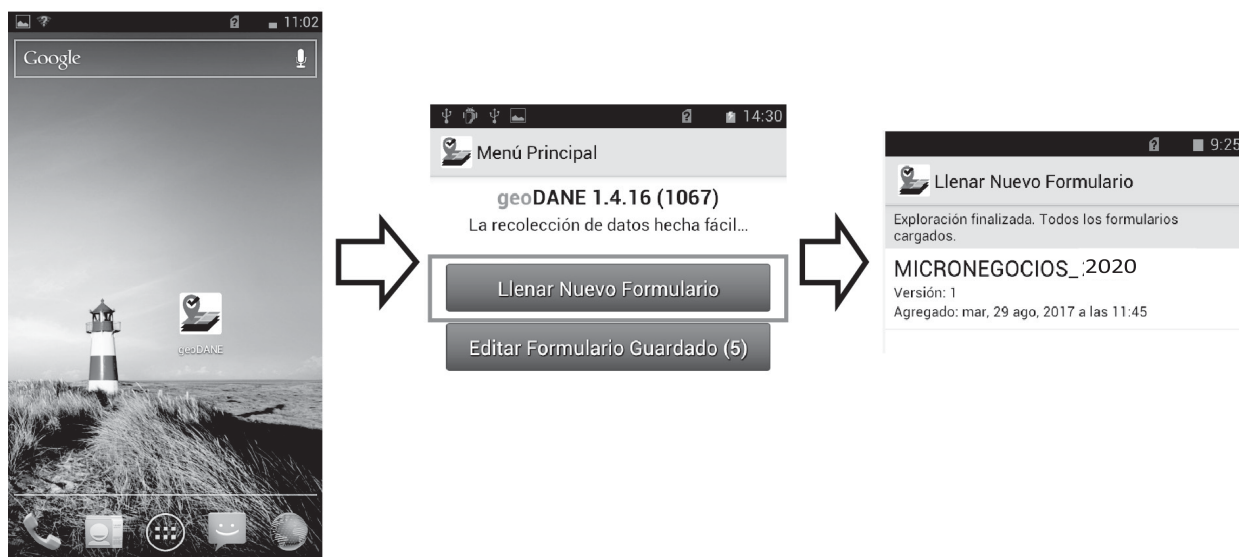 11:02
Google
geoDANE
14:30
Menú Principal
geoDANE 1.4.16 (1067)
La recolección de datos hecha fácil...
Llenar Nuevo Formulario
Editar Formulario Guardado (5)
9:25
Llenar Nuevo Formulario
Exploración finalizada. Todos los formularios
cargados.
MICRONEGOCIOS_2020
Versión: 1
Agregado: mar, 29 ago, 2017 a las 11:45